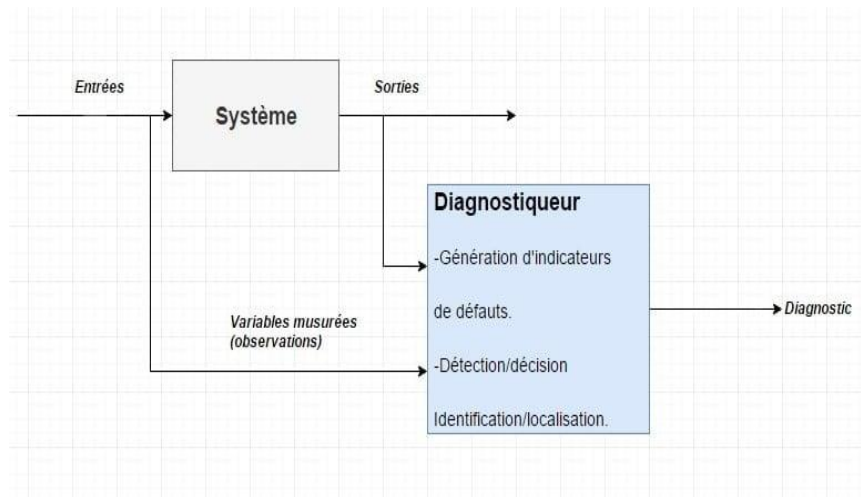 Entrées
Système
Sorties
Diagnostiqueur
-Génération d'indicateurs
de défauts.
-Détection/décision
Identification/localisation.
Variables musurées
(observations)
Diagnostic